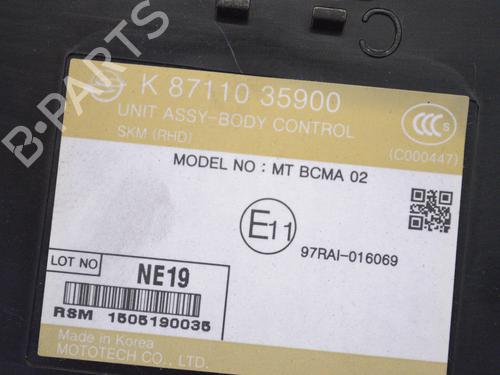 K 87110 35900
UNIT ASSY-BODY CONTROL
SKM (RHD)
CCC S
(C000447)
MODEL NO : MT BCMA 02
E11
97RAI-016069
LOT NO
NE19
RSM 1505190035
Made in Korea
MOTOTECH CO., LTD.
B-PARTS